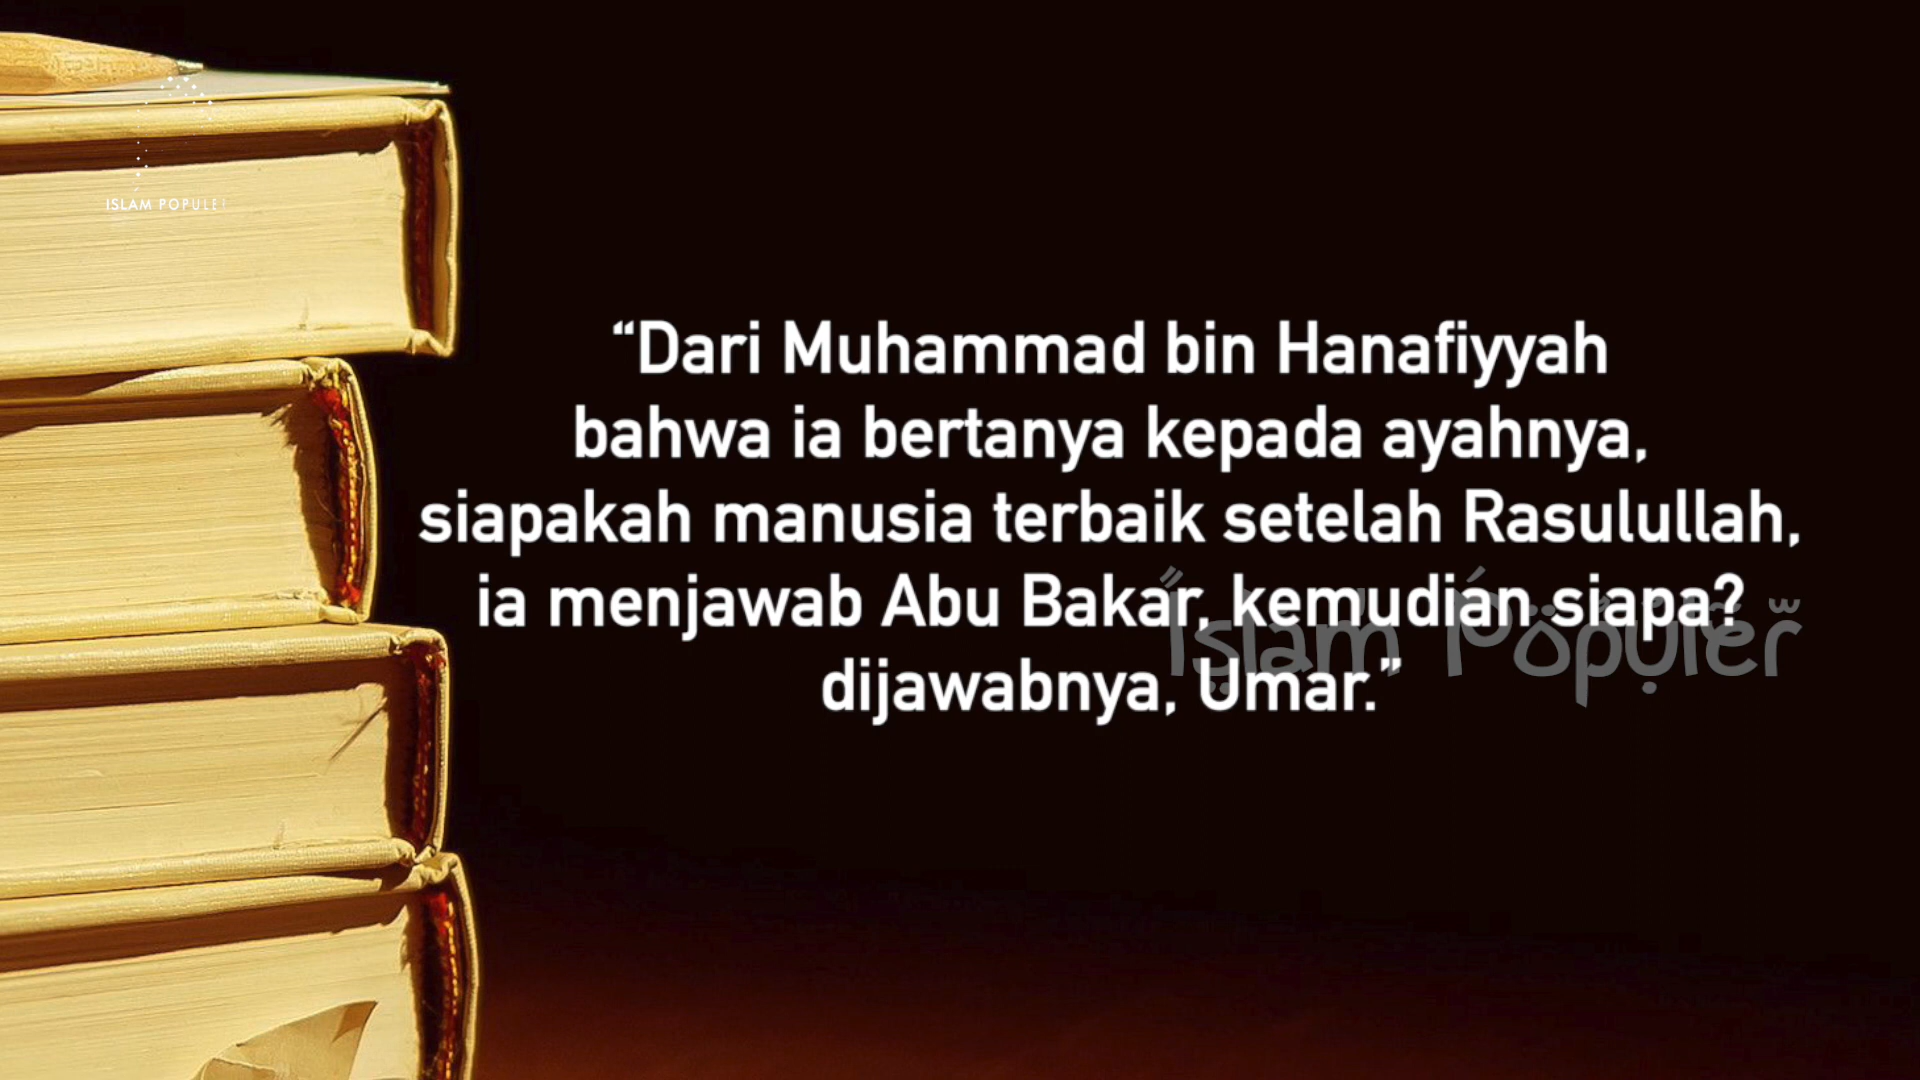 ISLAM POPULER
“Dari Muhammad bin Hanafiyyah
bahwa ia bertanya kepada ayahnya,
siapakah manusia terbaik setelah Rasulullah,
ia menjawab Abu Bakar, kemudian siapa?
dijawabnya, Umar.”
Islam Populer